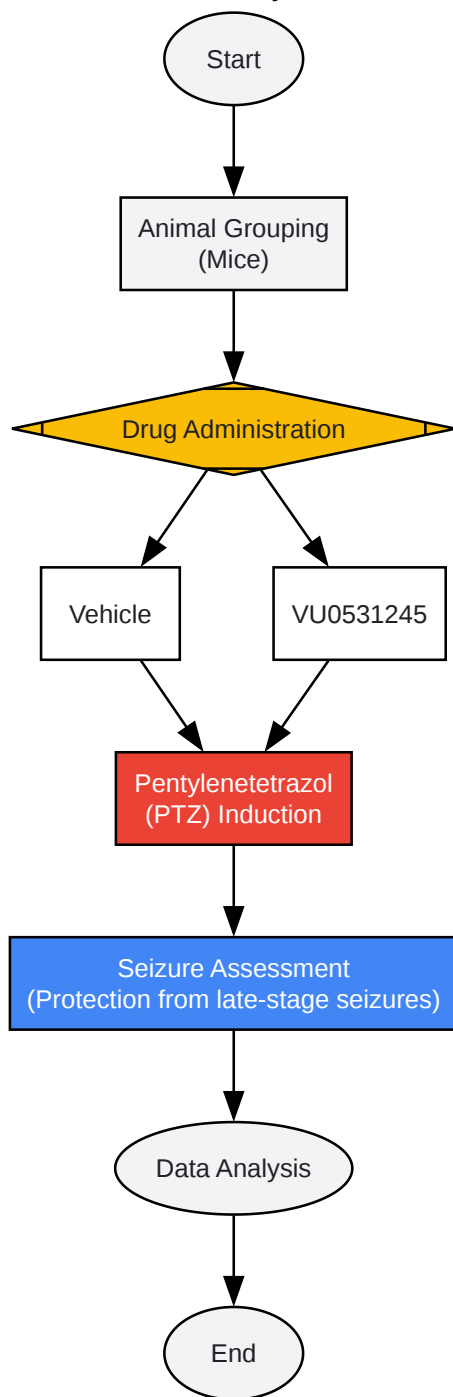 Start
Animal Grouping
(Mice)
Drug Administration
Vehicle
VU0531245
Pentylenetetrazol
(PTZ) Induction
Seizure Assessment
(Protection from late-stage seizures)
Data Analysis
End